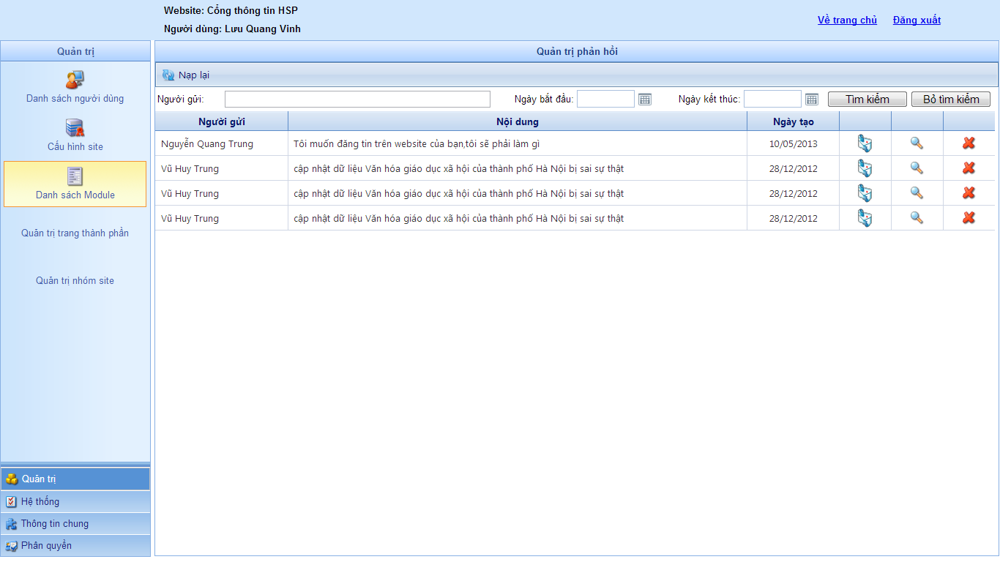 Website: Cổng thông tin HSP
Người dùng: Lưu Quang Vinh
Về trang chủ Đăng xuất
Quản trị
Danh sách người dùng
Cấu hình site
Danh sách Module
Quản trị trang thành phần
Quản trị nhóm site
Quản trị
Hệ thống
Thông tin chung
Phân quyền
Quản trị phản hồi
Nạp lại
Người gửi: Ngày bắt đầu: Ngày kết thúc: Tìm kiếm Bỏ tìm kiếm
Người gửi Nội dung Ngày tạo
Nguyễn Quang Trung Tôi muốn đăng tin trên website của bạn,tôi sẽ phải làm gì 10/05/2013
Vũ Huy Trung cập nhật dữ liệu Văn hóa giáo dục xã hội của thành phố Hà Nội bị sai sự thật 28/12/2012
Vũ Huy Trung cập nhật dữ liệu Văn hóa giáo dục xã hội của thành phố Hà Nội bị sai sự thật 28/12/2012
Vũ Huy Trung cập nhật dữ liệu Văn hóa giáo dục xã hội của thành phố Hà Nội bị sai sự thật 28/12/2012